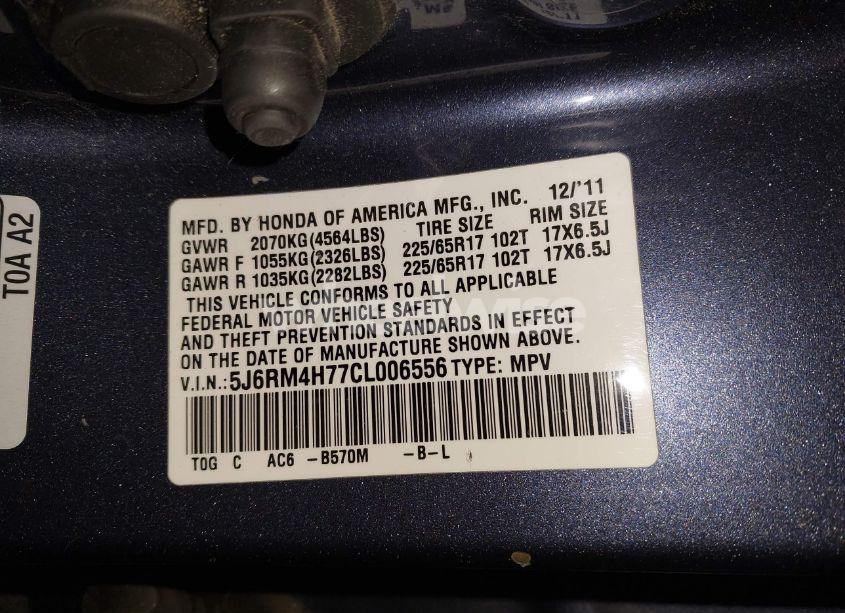 MFD. BY HONDA OF AMERICA MFG., INC. 12/'11
GVWR 2070KG(4564LBS) TIRE SIZE RIM SIZE
GAWR F 1055KG(2326LBS) 225/65R17 102T 17X6.5J
GAWR R 1035KG(2282LBS) 225/65R17 102T 17X6.5J
THIS VEHICLE CONFORMS TO ALL APPLICABLE
FEDERAL MOTOR VEHICLE SAFETY
AND THEFT PREVENTION STANDARDS IN EFFECT
ON THE DATE OF MANUFACTURE SHOWN ABOVE.
V.I.N.:5J6RM4H77CL006556 TYPE: MPV
T0G C AC6 -B570M -B-L
T0A A2